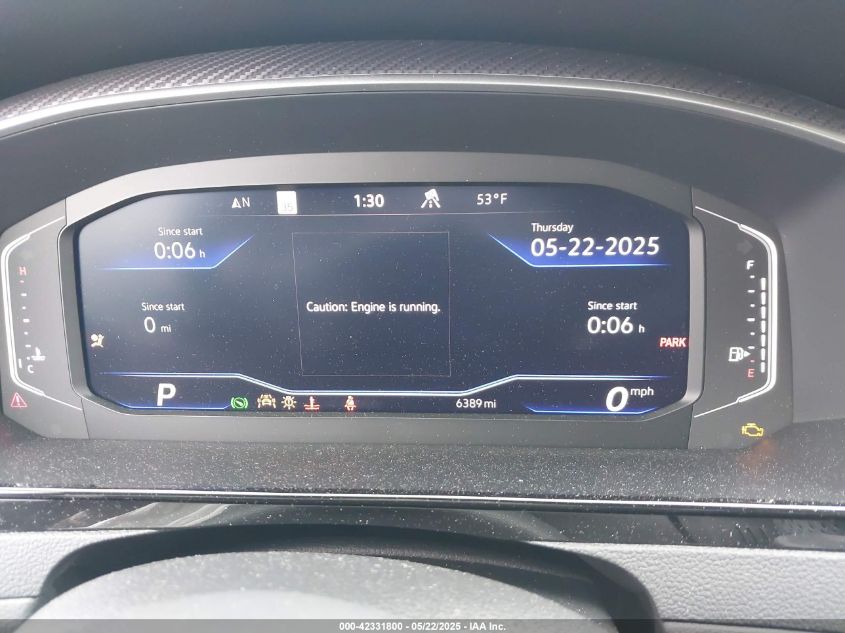 N 1:30 53°F
Since start
0:06 h
Thursday
05-22-2025
Since start
0 mi
Caution: Engine is running.
Since start
0:06 h
H
C
F
E
PARK
P
6389 mi
0 mph
000-42331800 - 05/22/2025 - IAA Inc.